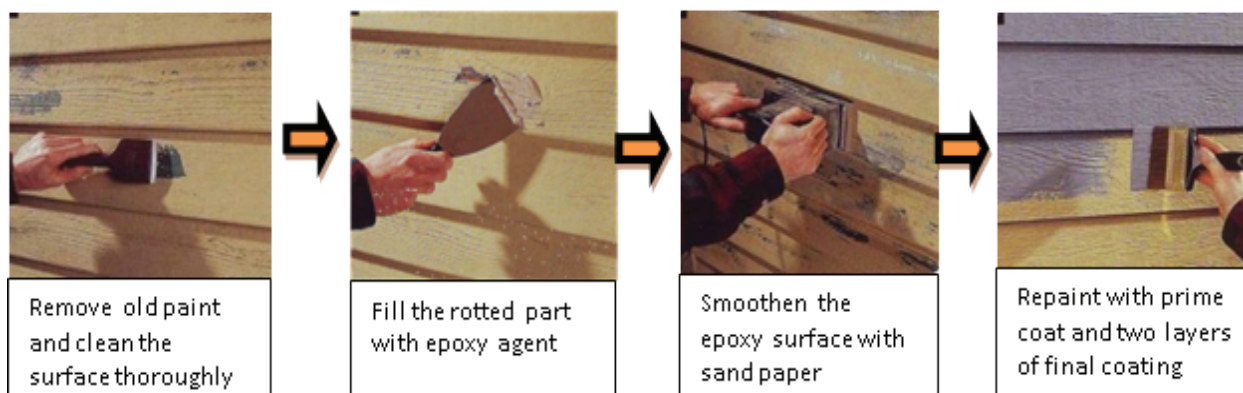 Remove old paint
and clean the
surface thoroughly
Fill the rotted part
with epoxy agent
Smoothen the
epoxy surface with
sand paper
Repaint with prime
coat and two layers
of final coating